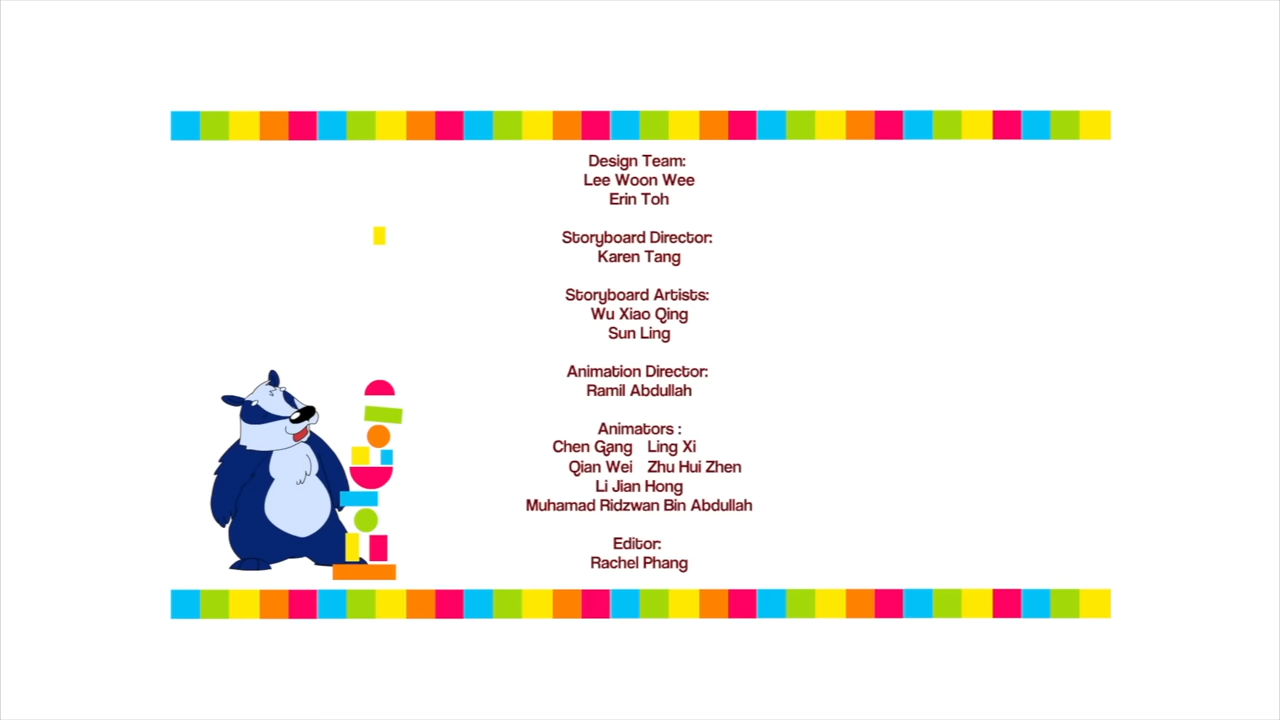 Design Team:
Lee Woon Wee
Erin Toh
Storyboard Director:
Karen Tang
Storyboard Artists:
Wu Xiao Qing
Sun Ling
Animation Director:
Ramil Abdullah
Animators :
Chen Gang Ling Xi
Qian Wei Zhu Hui Zhen
Li Jian Hong
Muhamad Ridzwan Bin Abdullah
Editor:
Rachel Phang